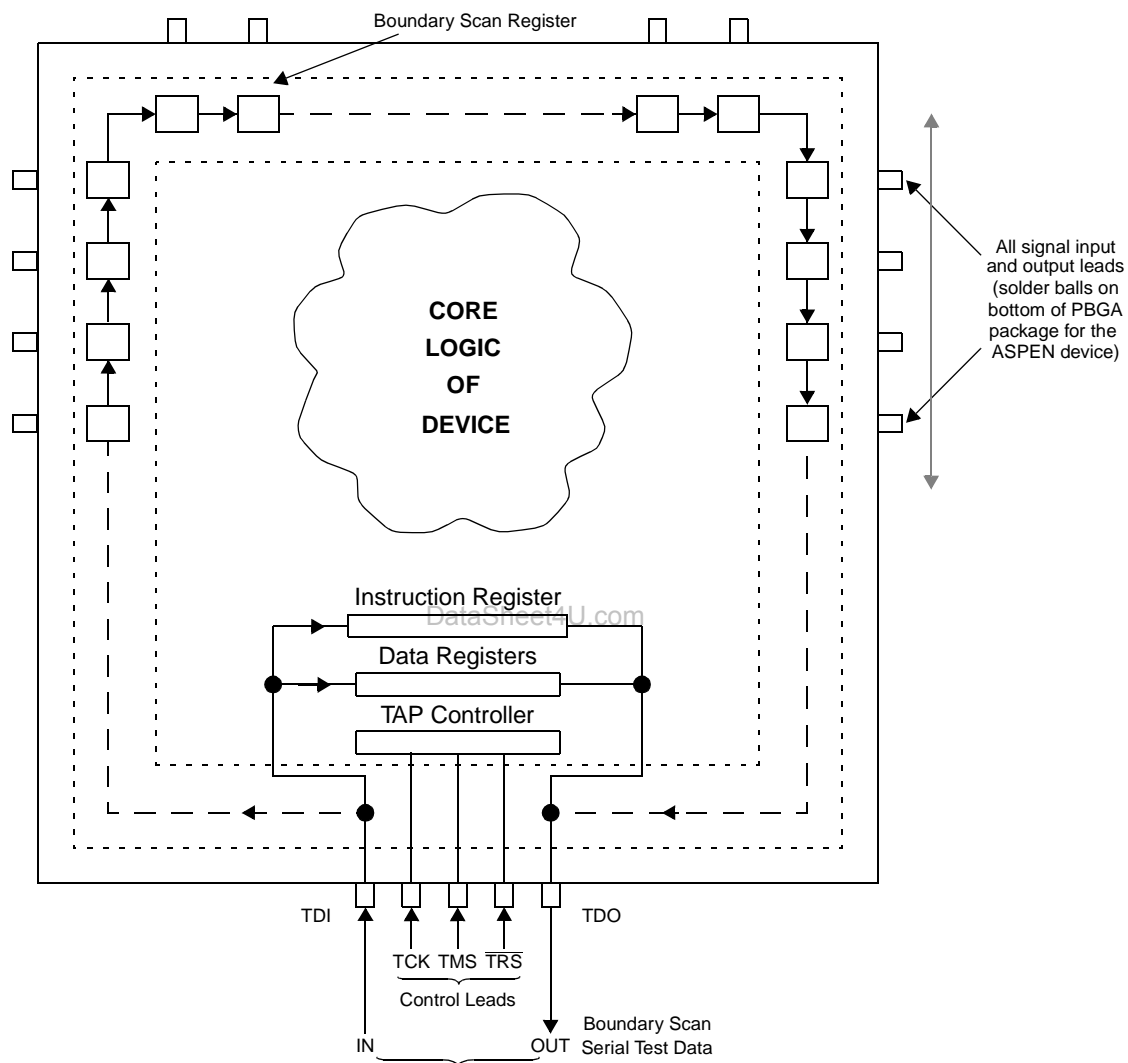 Boundary Scan Register
All signal input
and output leads
(solder balls on
bottom of PBGA
package for the
ASPEN device)
CORE
LOGIC
OF
DEVICE
Instruction Register
DataSheet4U.com
Data Registers
TAP Controller
TDI
TDO
TCK TMS TRS
Control Leads
IN
OUT
Boundary Scan
Serial Test Data